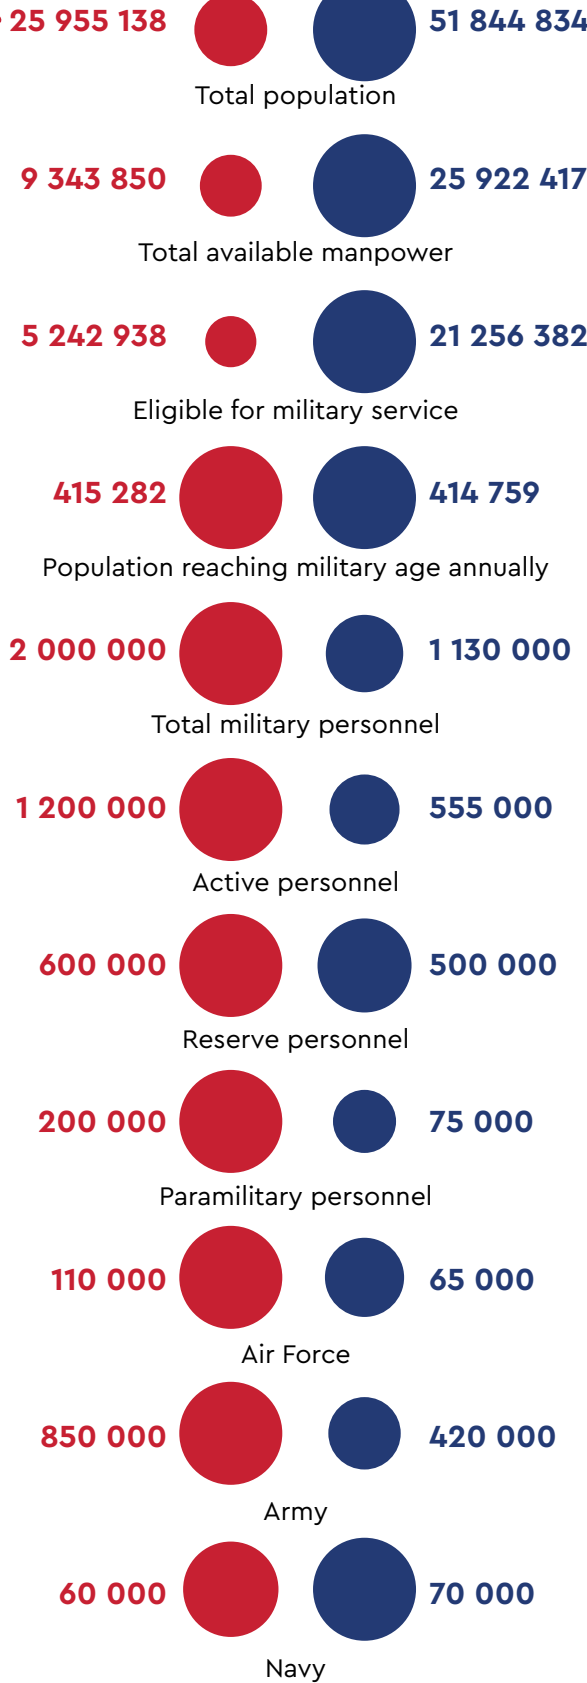 25 955 138 51 844 834
Total population
9 343 850 25 922 417
Total available manpower
5 242 938 21 256 382
Eligible for military service
415 282 414 759
Population reaching military age annually
2 000 000 1 130 000
Total military personnel
1 200 000 555 000
Active personnel
600 000 500 000
Reserve personnel
200 000 75 000
Paramilitary personnel
110 000 65 000
Air Force
850 000 420 000
Army
60 000 70 000
Navy